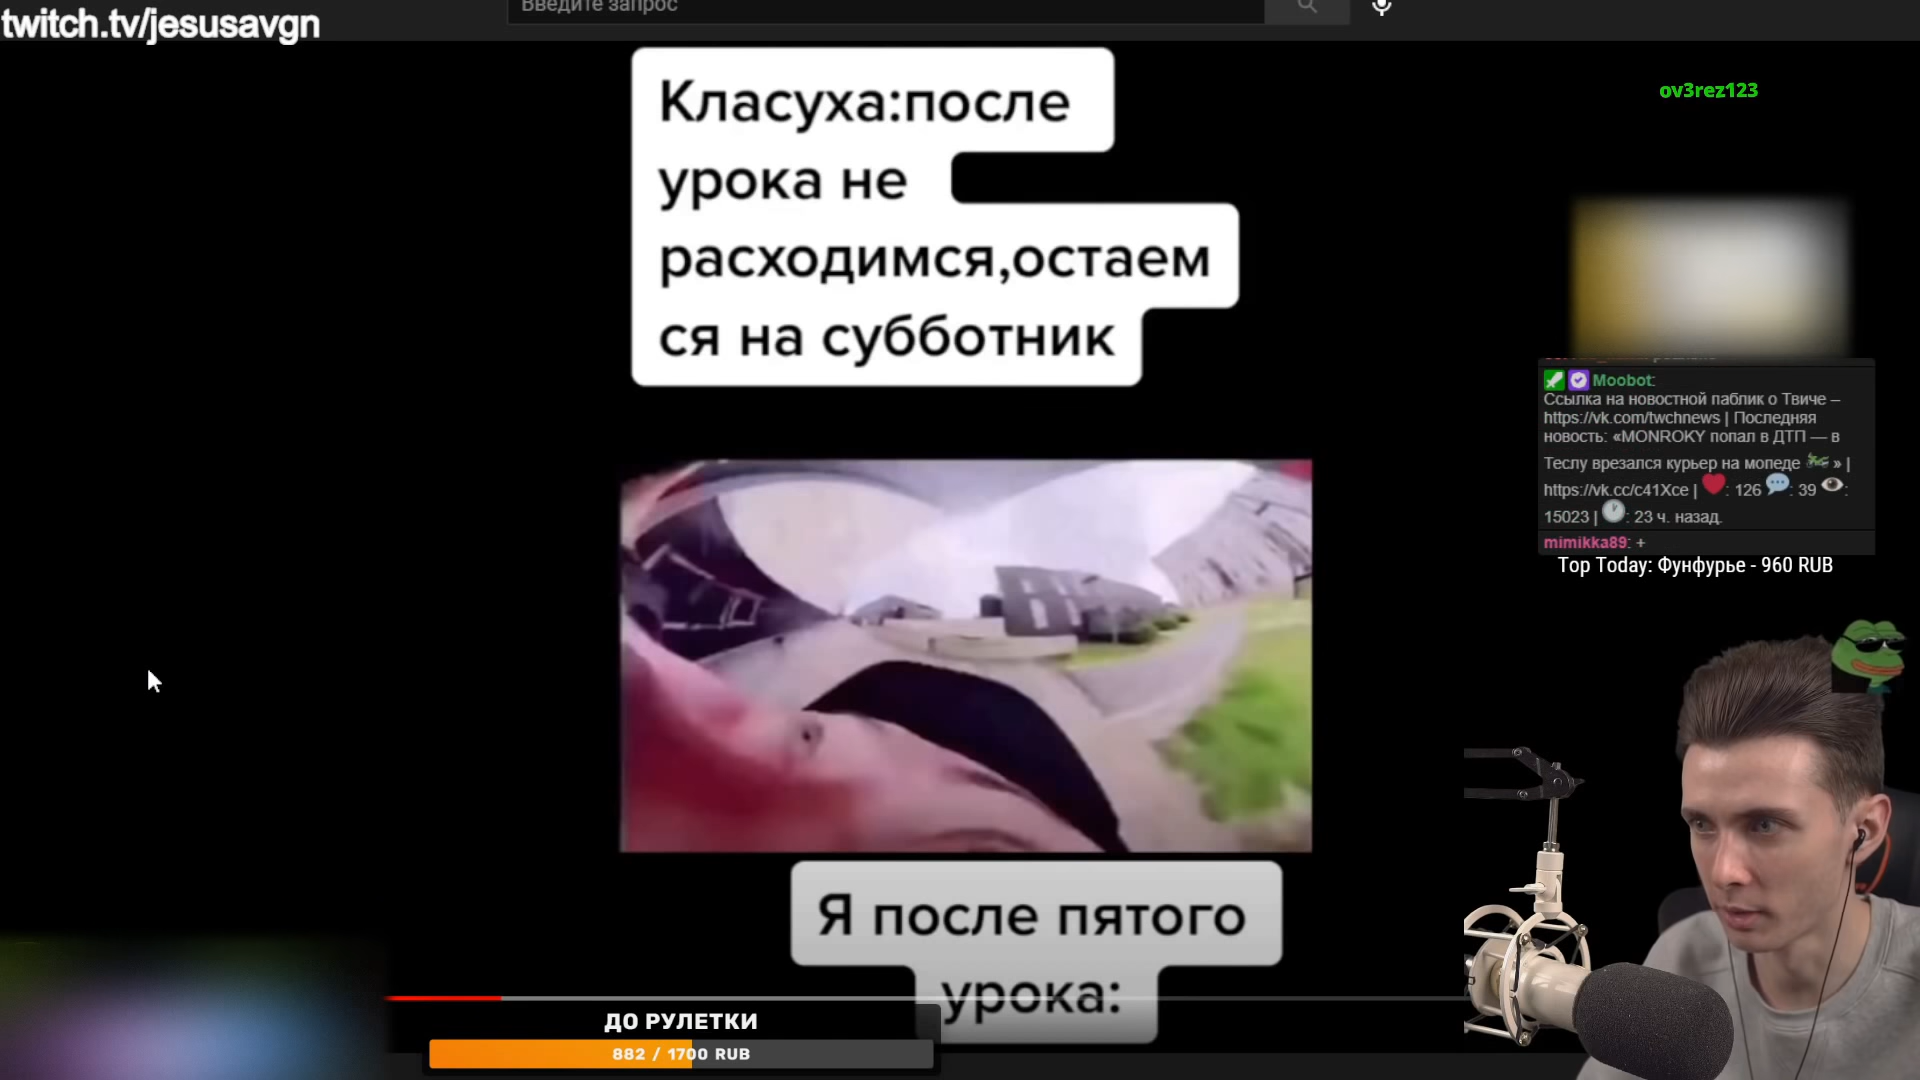 twitch.tv/jesusavgn
Введите запрос
Класуха:после
урока не
расходимся,остаем
ся на субботник
ov3rez123
Moobot:
Ссылка на новостной паблик о Твиче –
https://vk.com/twchnews | Последняя
новость: «MONROKY попал в ДТП — в
Теслу врезался курьер на мопеде » |
https://vk.cc/c41Xce | : 126 : 39 :
15023 | : 23 ч. назад.
mimikka89: +
Top Today: Фунфурье - 960 RUB
Я после пятого
урока:
ДО РУЛЕТКИ
882 / 1700 RUB